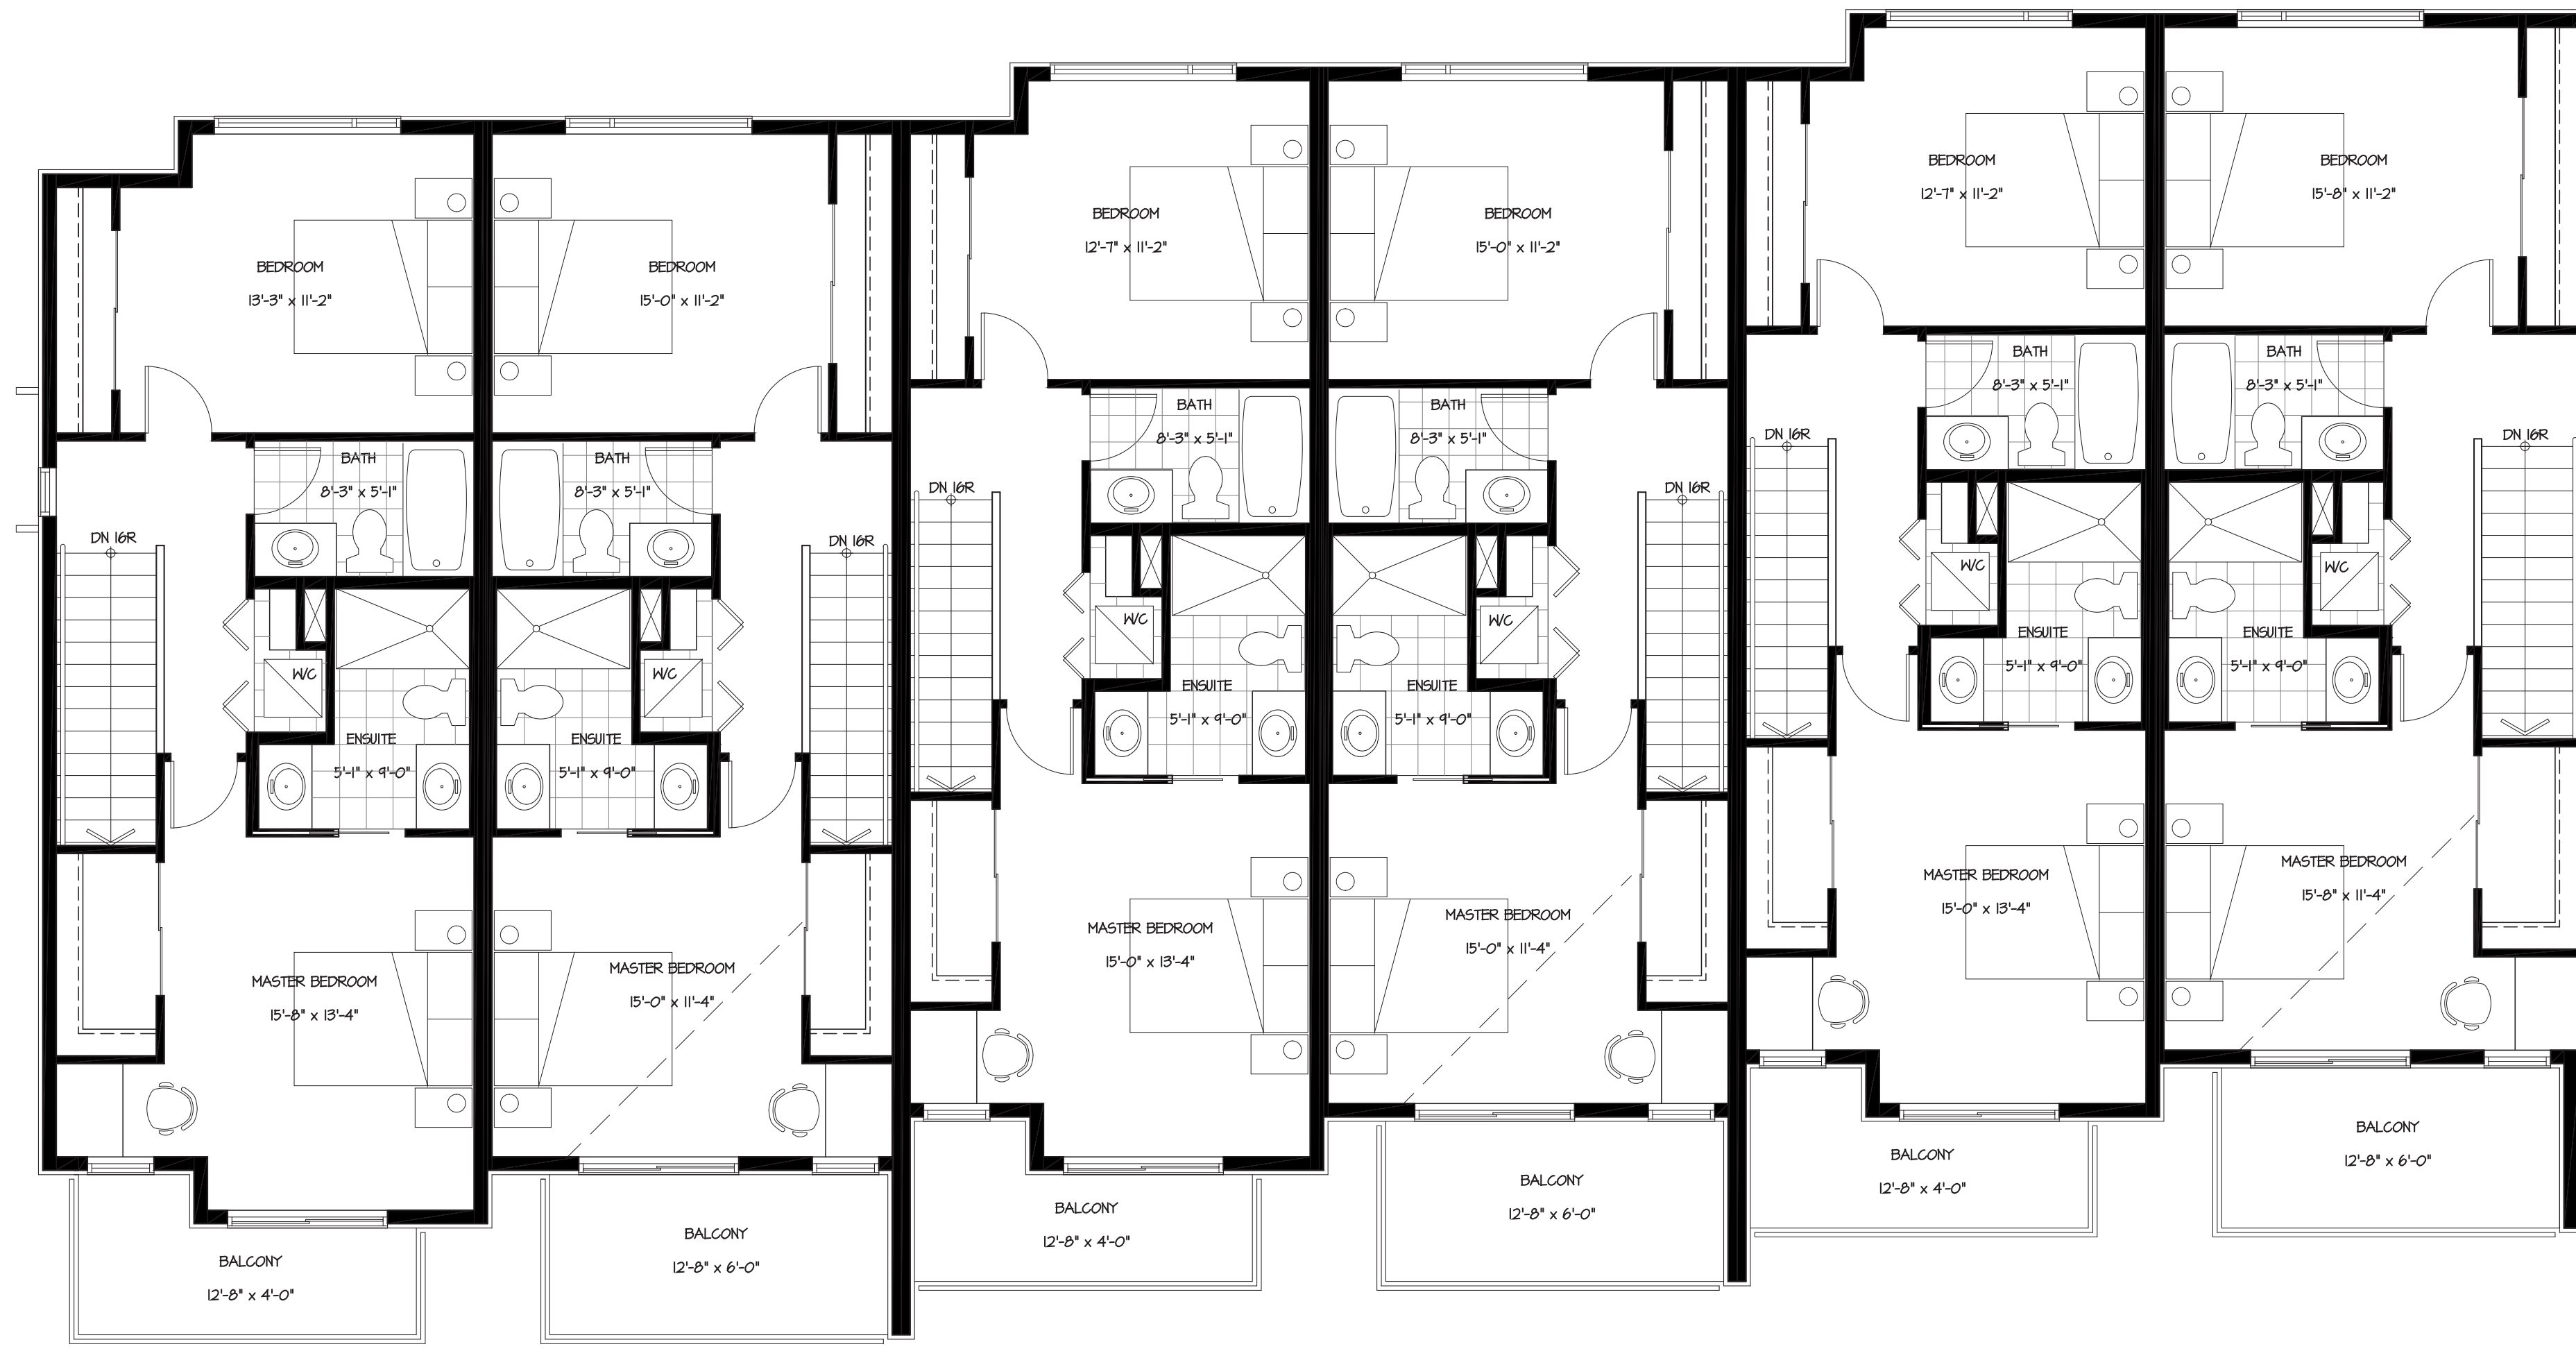 BEDROOM
13'-3" x 11'-2"
BEDROOM
15'-0" x 11'-2"
BATH
8'-3" x 5'-1"
BATH
8'-3" x 5'-1"
DN 16R
DN 16R
W/C
W/C
ENSUITE
5'-1" x 9'-0"
ENSUITE
5'-1" x 9'-0"
MASTER BEDROOM
15'-8" x 13'-4"
MASTER BEDROOM
15'-0" x 11'-4"
BALCONY
12'-8" x 4'-0"
BALCONY
12'-8" x 6'-0"
BEDROOM
12'-7" x 11'-2"
BEDROOM
15'-0" x 11'-2"
BATH
8'-3" x 5'-1"
BATH
8'-3" x 5'-1"
DN 16R
DN 16R
W/C
W/C
ENSUITE
5'-1" x 9'-0"
ENSUITE
5'-1" x 9'-0"
MASTER BEDROOM
15'-0" x 13'-4"
MASTER BEDROOM
15'-0" x 11'-4"
BALCONY
12'-8" x 4'-0"
BALCONY
12'-8" x 6'-0"
BEDROOM
12'-7" x 11'-2"
BEDROOM
15'-8" x 11'-2"
BATH
8'-3" x 5'-1"
BATH
8'-3" x 5'-1"
DN 16R
DN 16R
W/C
W/C
ENSUITE
5'-1" x 9'-0"
ENSUITE
5'-1" x 9'-0"
MASTER BEDROOM
15'-0" x 13'-4"
MASTER BEDROOM
15'-8" x 11'-4"
BALCONY
12'-8" x 4'-0"
BALCONY
12'-8" x 6'-0"